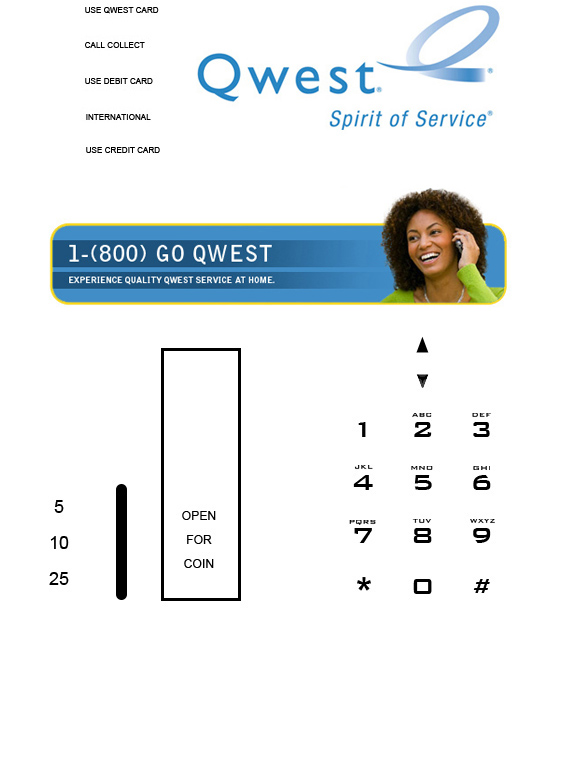 USE QWEST CARD
CALL COLLECT
USE DEBIT CARD
INTERNATIONAL
USE CREDIT CARD
Qwest®
Spirit of Service®
1-(800) GO QWEST
EXPERIENCE QUALITY QWEST SERVICE AT HOME.
ABC DEF
1 2 3
JKL MNO GHI
4 5 6
PQRS TUV WXYZ
7 8 9
* 0 #
5
10
25
OPEN
FOR
COIN